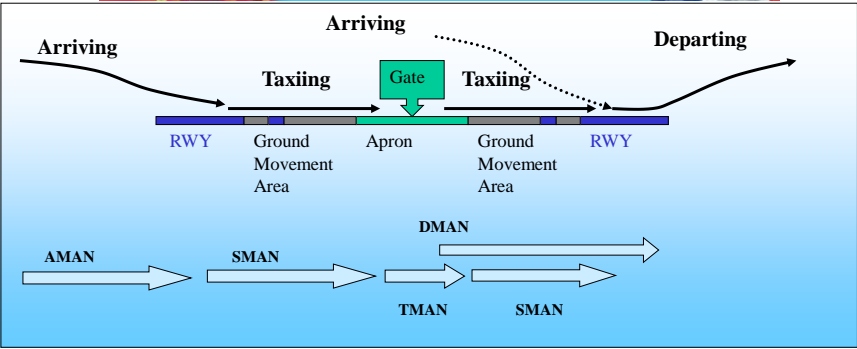 Arriving
Arriving
Departing
Taxiing
Gate
Taxiing
RWY
Ground
Movement
Area
Apron
Ground
Movement
Area
RWY
DMAN
AMAN
SMAN
TMAN
SMAN